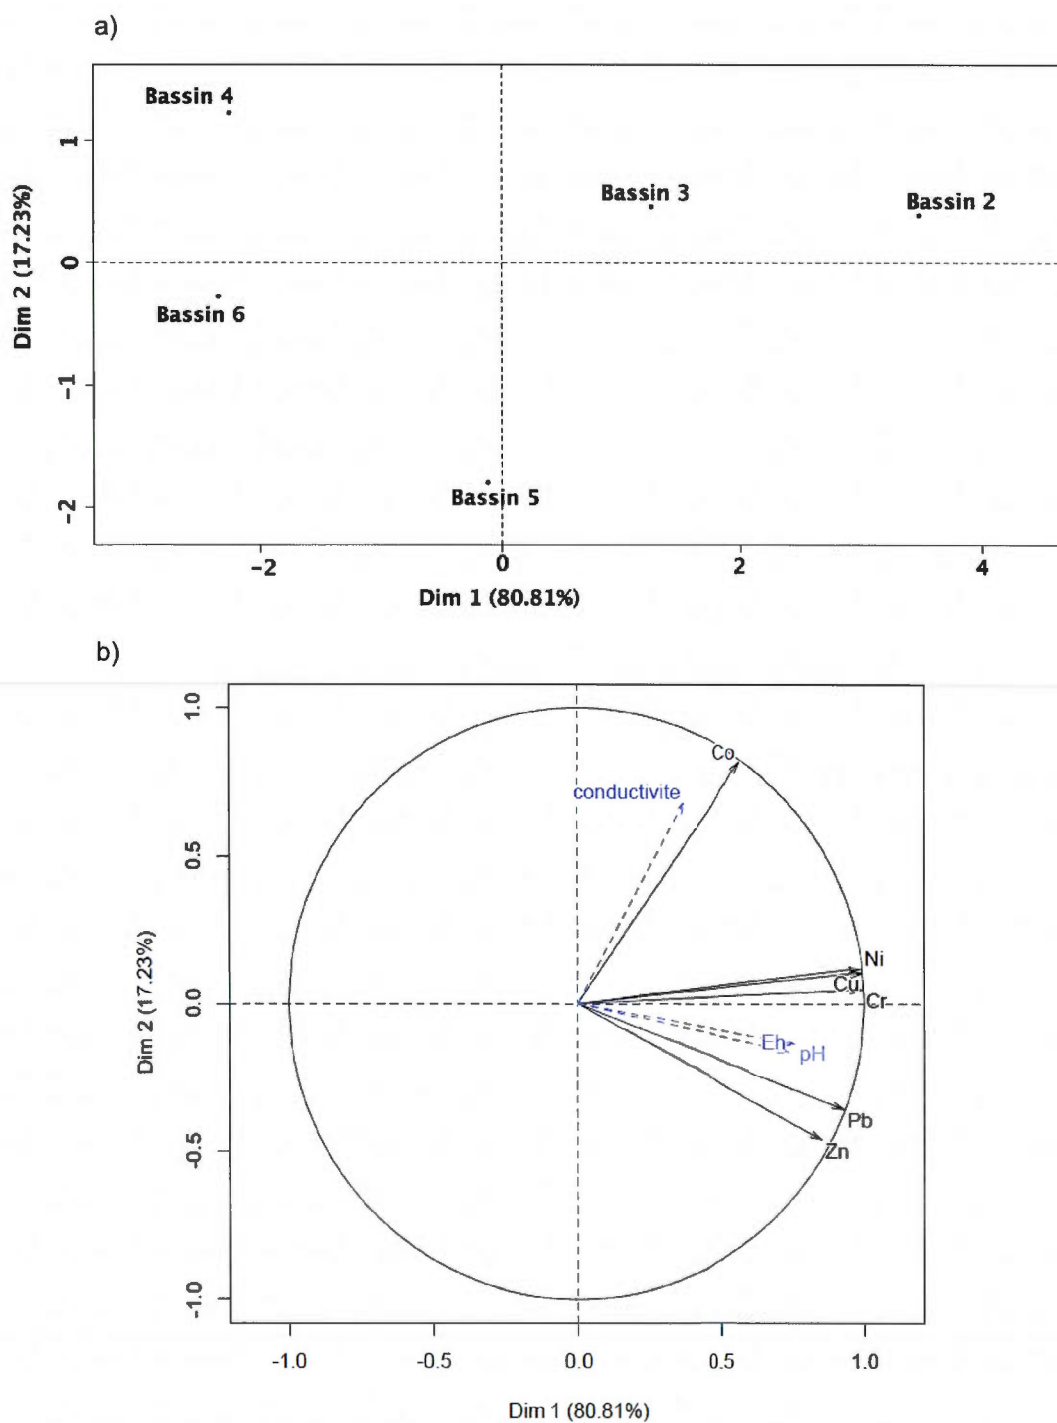 a)
Bassin 4
Bassin 3
Bassin 2
Bassin 6
Bassin 5
Dim 2 (17.23%)
1
0
−1
−2
−2
0
2
4
Dim 1 (80.81%)
b)
Co
conductivite
Ni
Cu
Cr
Eh
pH
Pb
Zn
Dim 2 (17.23%)
1.0
0.5
0.0
-0.5
-1.0
-1.0
-0.5
0.0
0.5
1.0
Dim 1 (80.81%)